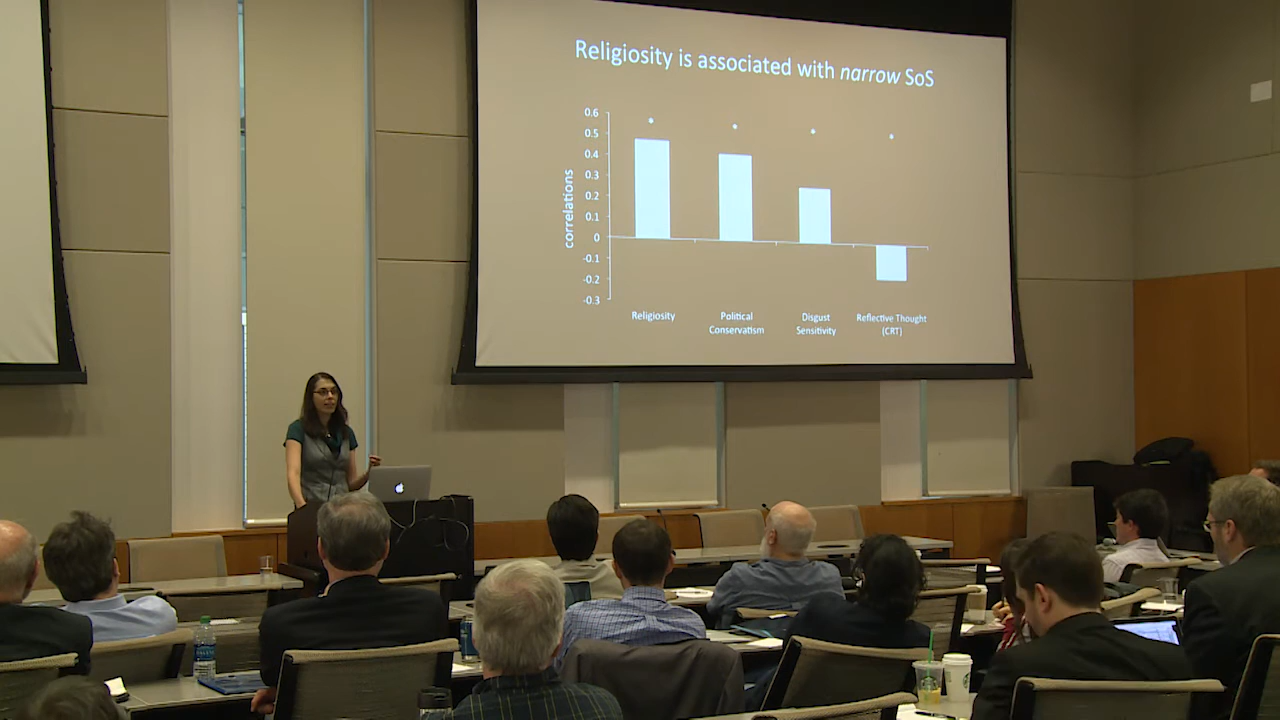 Religiosity is associated with narrow SoS
correlations
0.6
0.5
0.4
0.3
0.2
0.1
0
-0.1
-0.2
-0.3
Religiosity
Political
Conservatism
Disgust
Sensitivity
Reflective Thought
(CRT)